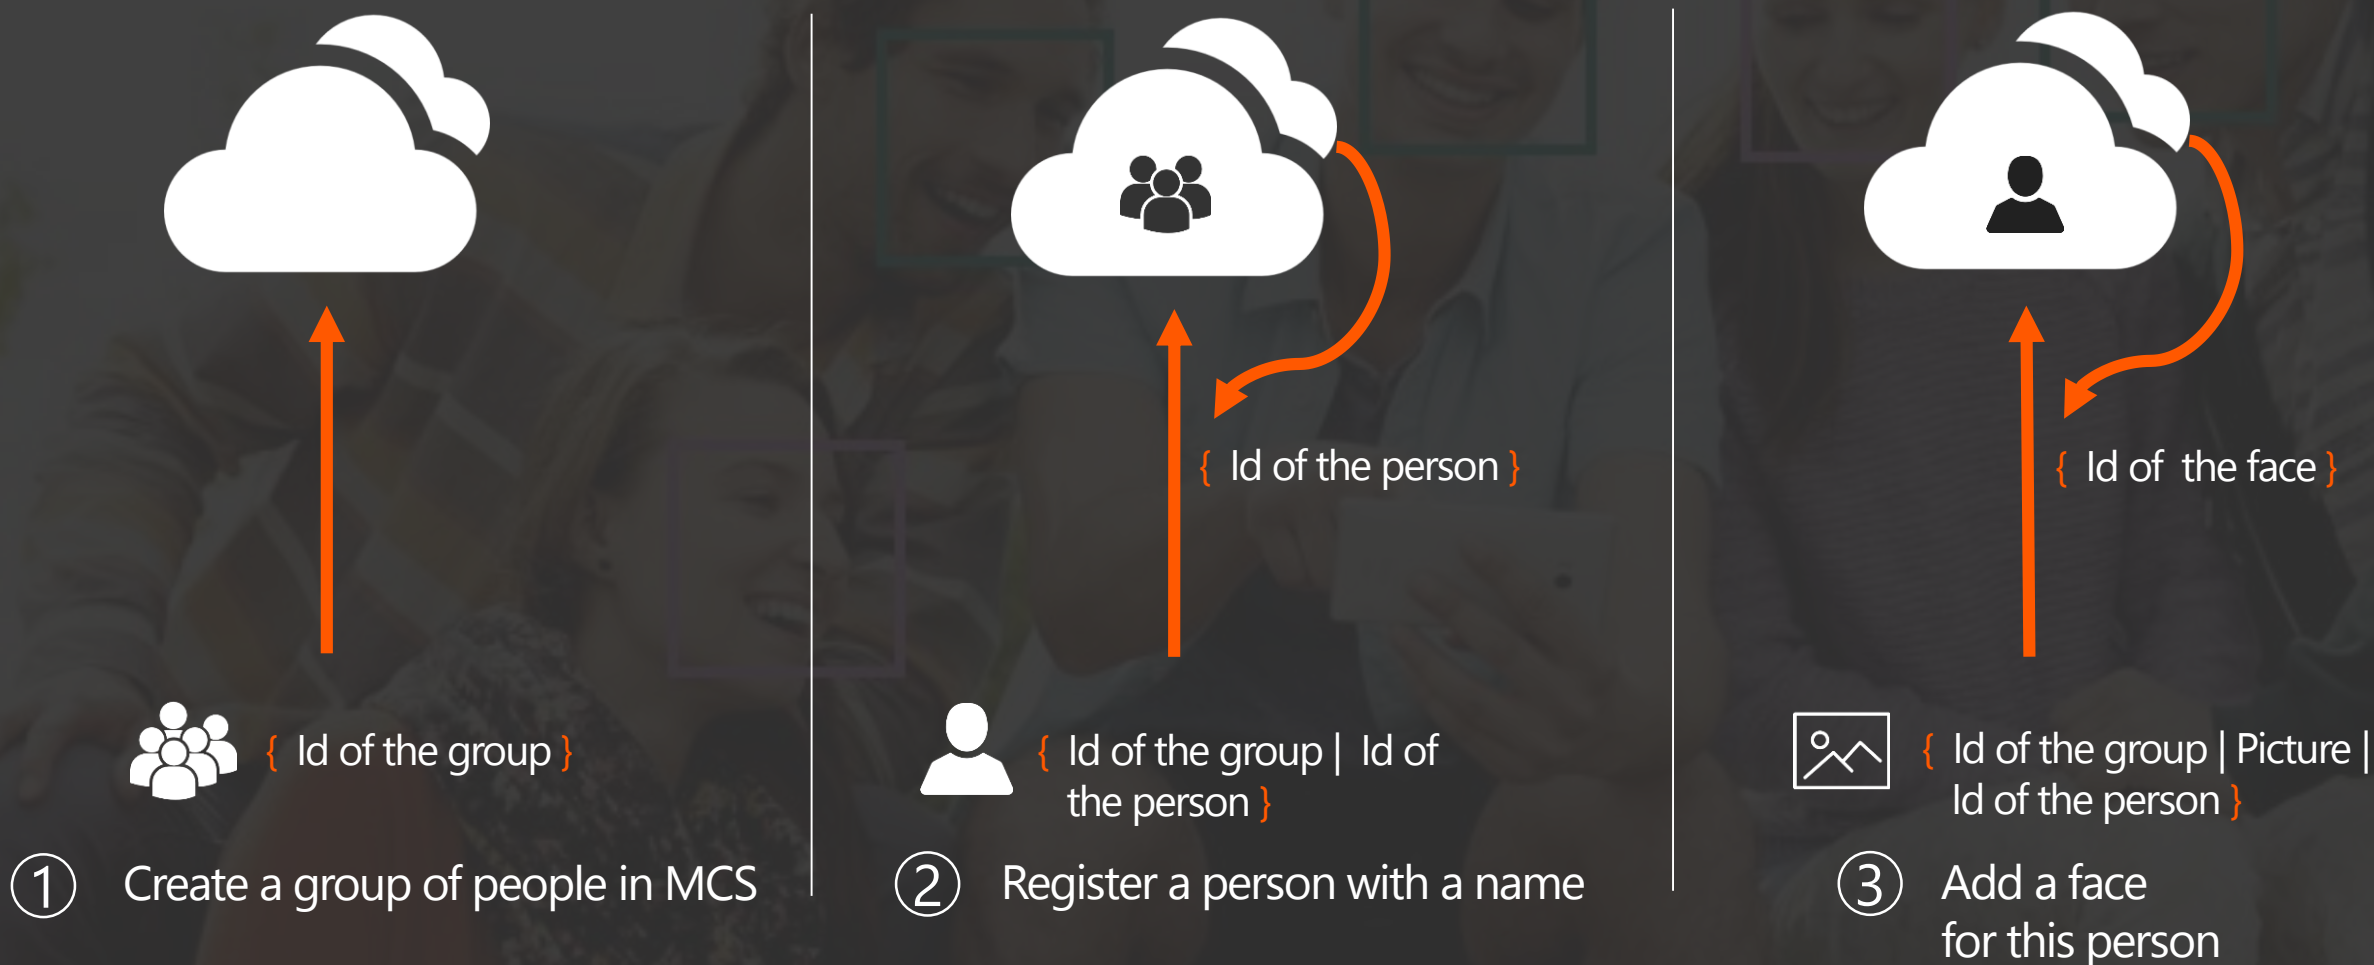 { Id of the group }
① Create a group of people in MCS
{ Id of the person }
{ Id of the group | Id of
the person }
② Register a person with a name
{ Id of the face }
{ Id of the group | Picture |
Id of the person }
③ Add a face
for this person